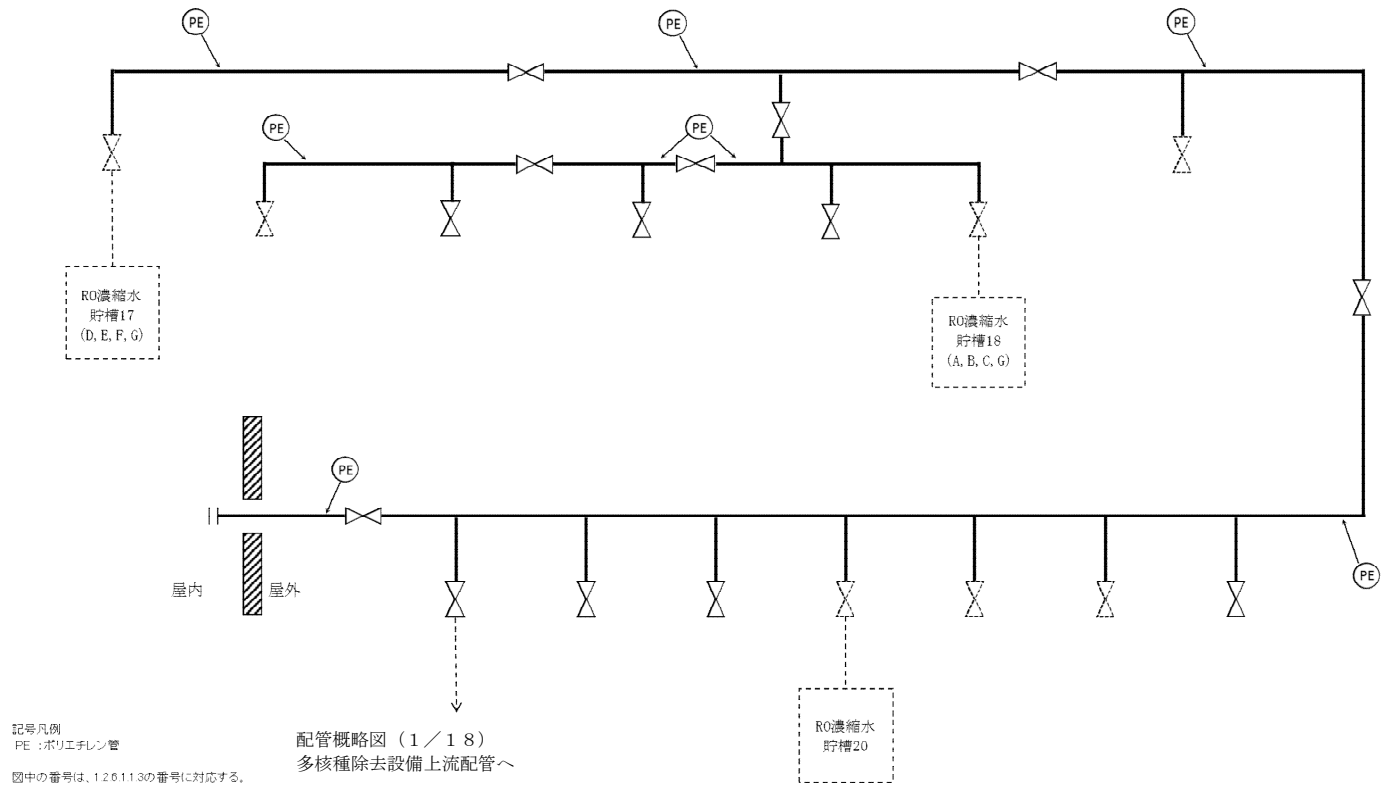 PE
PE
PE
PE
PE
RO濃縮水
貯槽17
(D, E, F, G)
RO濃縮水
貯槽18
(A, B, C, G)
PE
PE
屋内
屋外
RO濃縮水
貯槽20
配管概略図（１／１８）
多核種除去設備上流配管へ
記号凡例
PE ：ポリエチレン管
図中の番号は、1.2.6.1.1.3の番号に対応する。